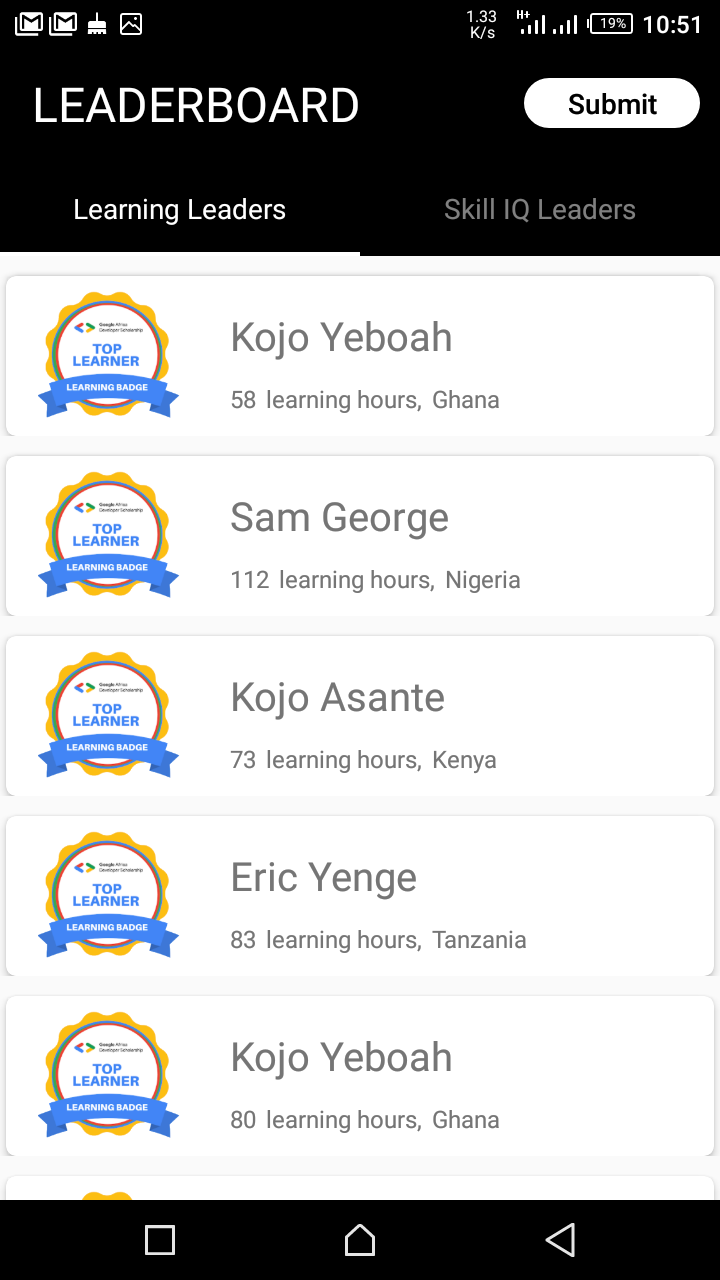 1.33
K/s
H+
19%
10:51
LEADERBOARD
Submit
Learning Leaders
Skill IQ Leaders
Google Africa
Developer Scholarship
TOP
LEARNER
LEARNING BADGE
Kojo Yeboah
58 learning hours, Ghana
Google Africa
Developer Scholarship
TOP
LEARNER
LEARNING BADGE
Sam George
112 learning hours, Nigeria
Google Africa
Developer Scholarship
TOP
LEARNER
LEARNING BADGE
Kojo Asante
73 learning hours, Kenya
Google Africa
Developer Scholarship
TOP
LEARNER
LEARNING BADGE
Eric Yenge
83 learning hours, Tanzania
Google Africa
Developer Scholarship
TOP
LEARNER
LEARNING BADGE
Kojo Yeboah
80 learning hours, Ghana